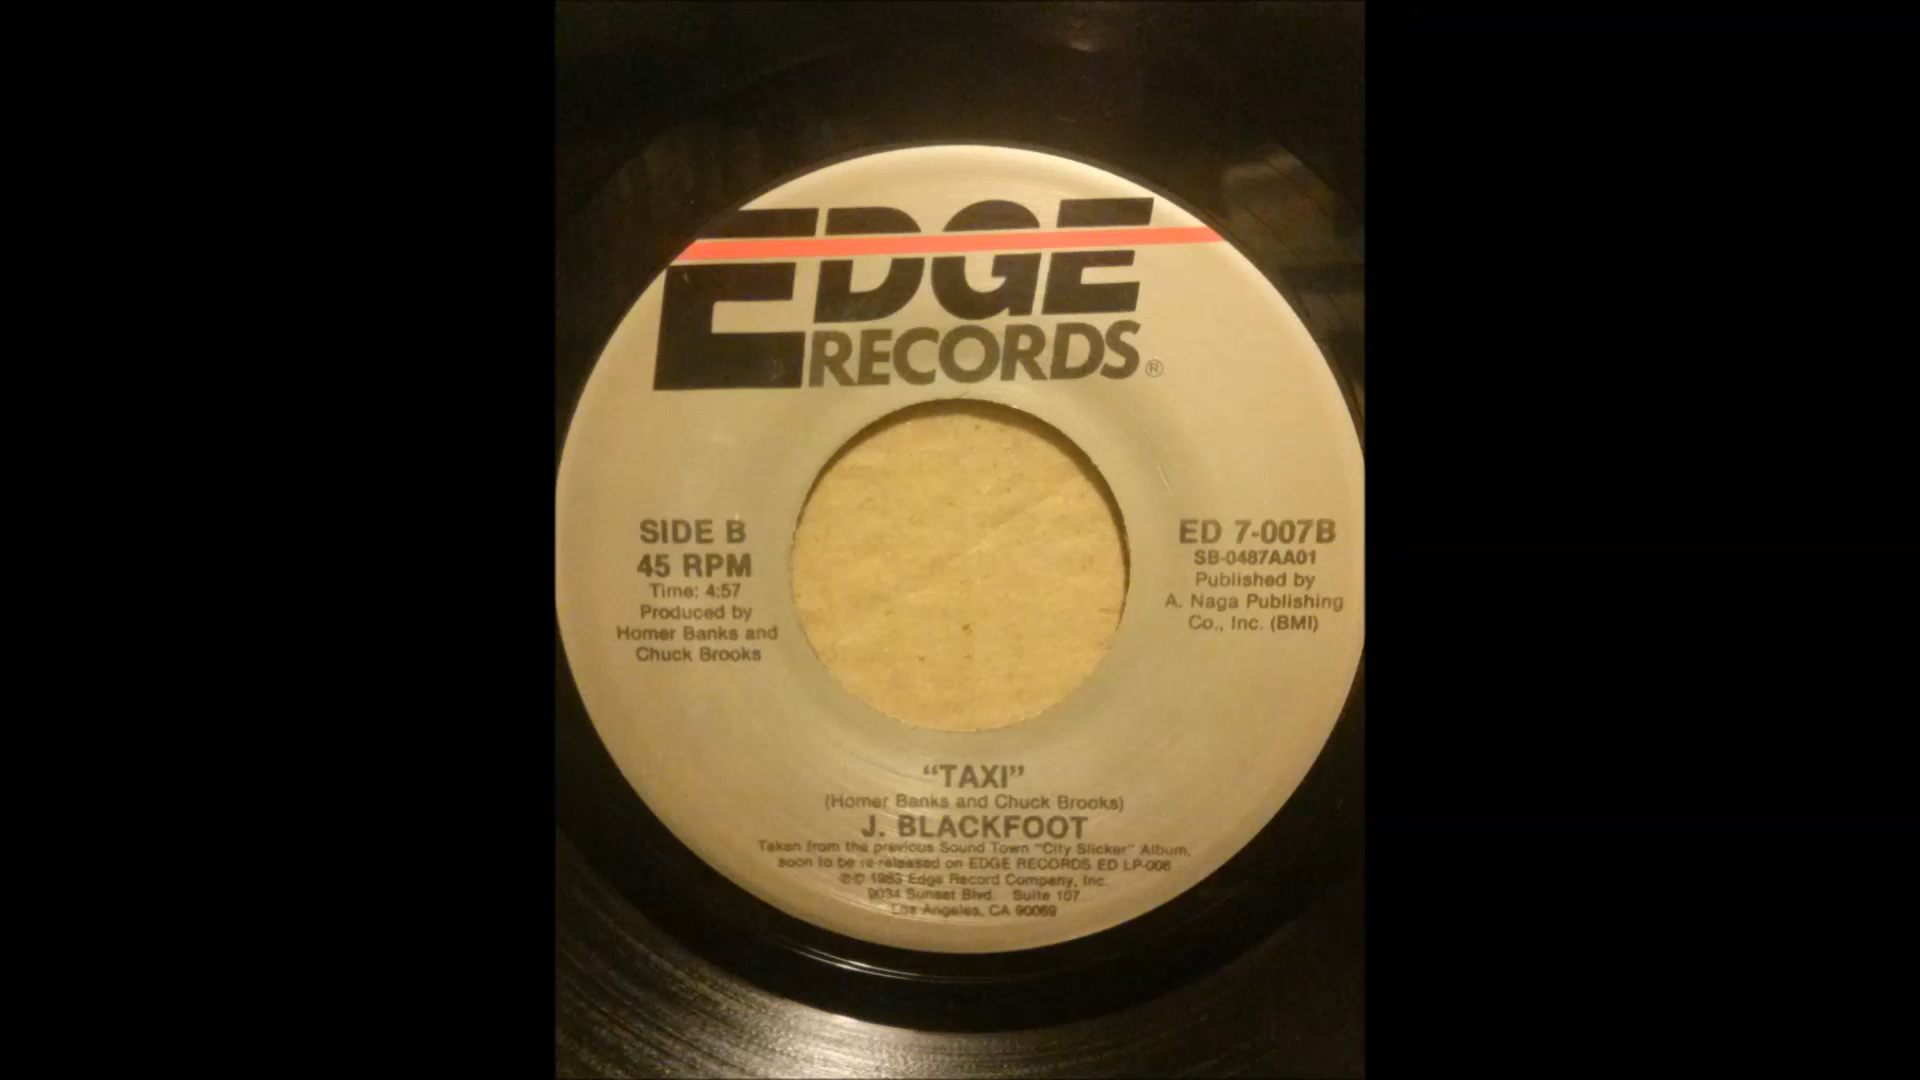 EDGE
RECORDS®
SIDE B
45 RPM
Time: 4:57
Produced by
Homer Banks and
Chuck Brooks
ED 7-007B
SB-0487AA01
Published by
A. Naga Publishing
Co., Inc. (BMI)
“TAXI”
(Homer Banks and Chuck Brooks)
J. BLACKFOOT
Taken from the previous Sound Town "City Slicker" Album,
soon to be re-released on EDGE RECORDS ED LP-006
℗© 1983 Edge Record Company, Inc.
9034 Sunset Blvd. Suite 107
Los Angeles, CA 90069